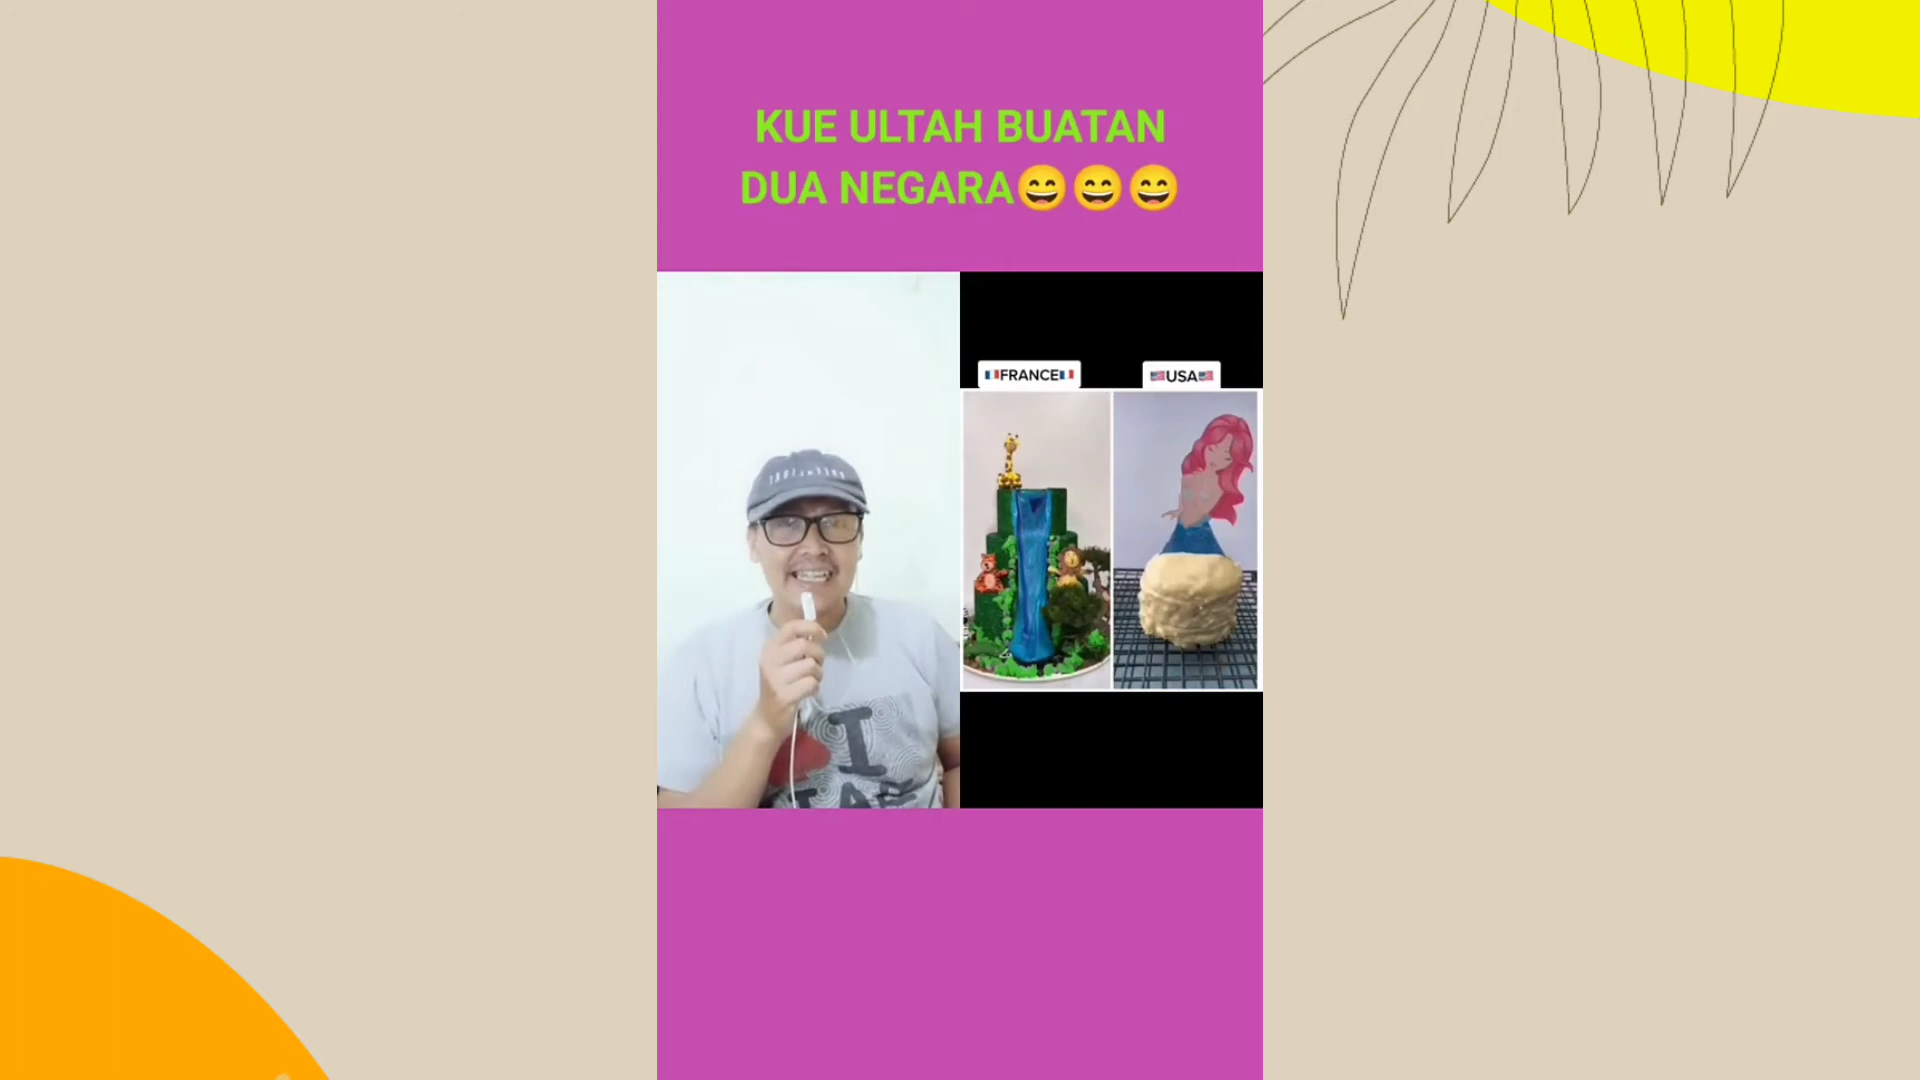 KUE ULTAH BUATAN
DUA NEGARA😄😄😄
🇫🇷FRANCE🇫🇷
🇺🇸USA🇺🇸
I